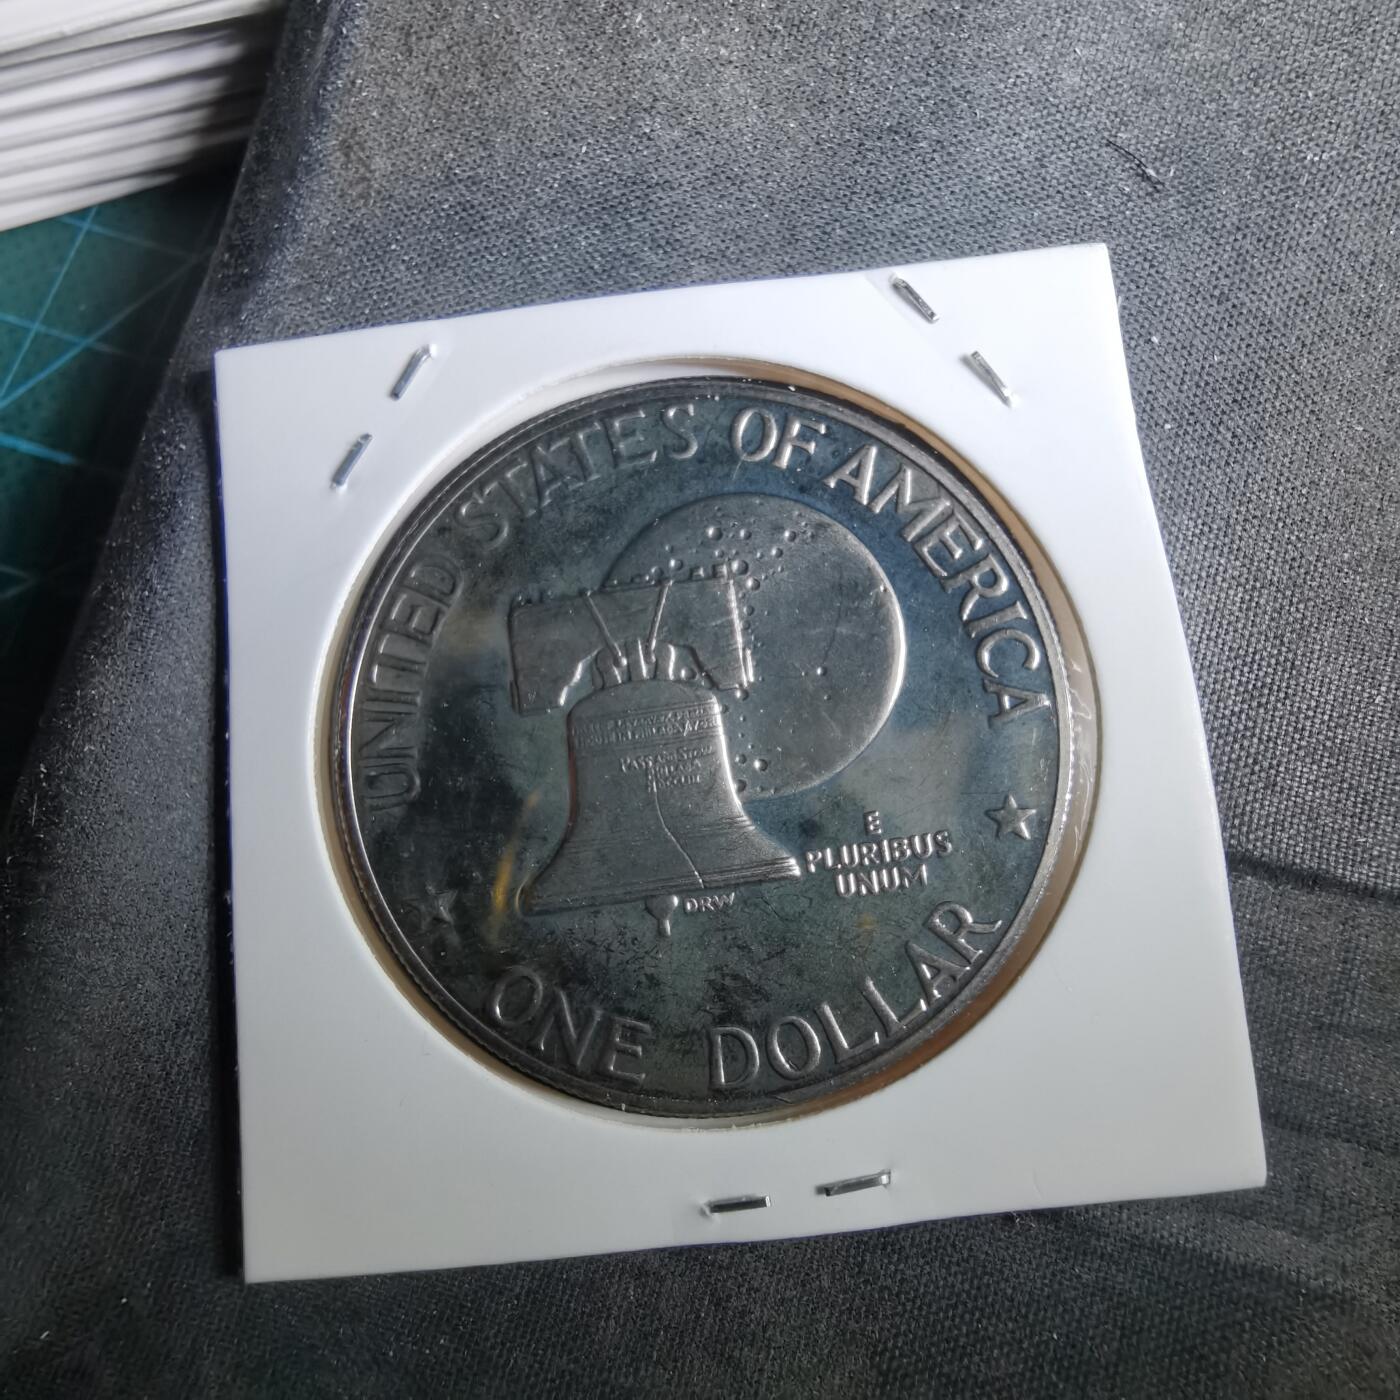 UNITED STATES OF AMERICA
E
PLURIBUS
UNUM
DRW
ONE DOLLAR